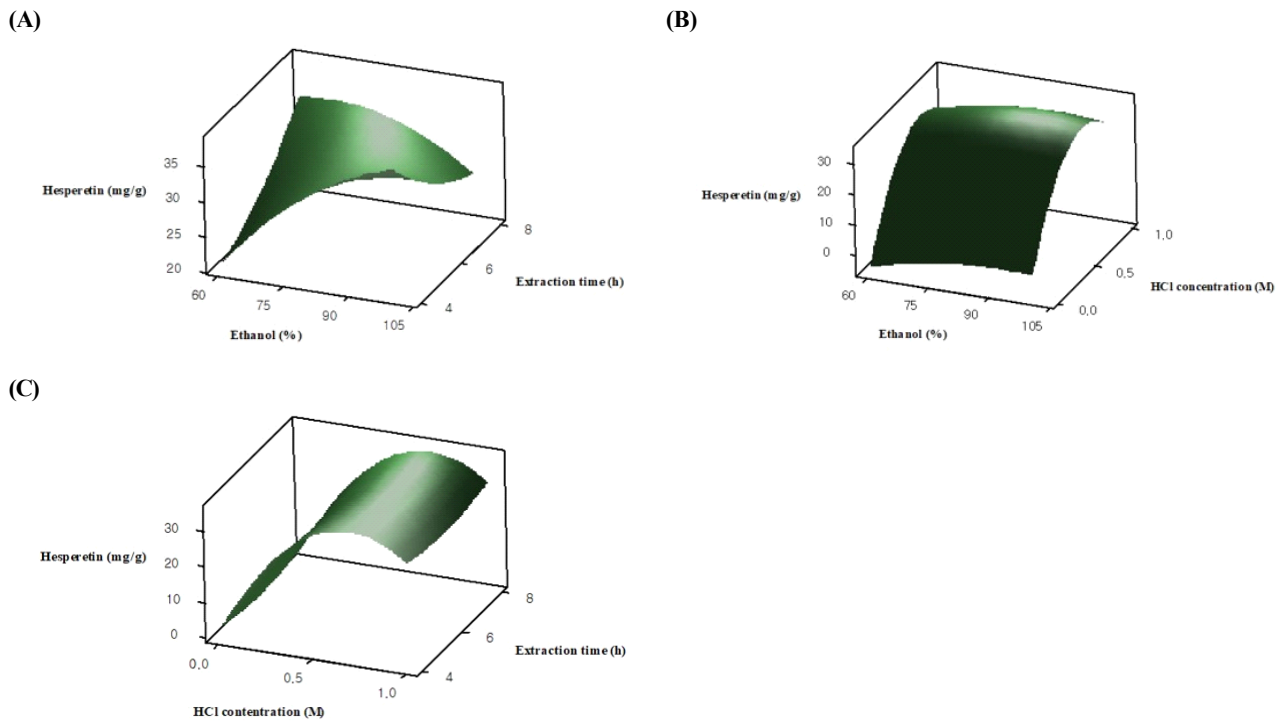 (A)
35
30
25
20
Hesperetin (mg/g)
60
75
90
105
Ethanol (%)
4
6
8
Extraction time (h)
(B)
30
20
10
0
Hesperetin (mg/g)
60
75
90
105
Ethanol (%)
0,0
0,5
1,0
HCl concentration (M)
(C)
30
20
10
0
Hesperetin (mg/g)
0,0
0,5
1,0
HCl contentration (M)
4
6
8
Extraction time (h)